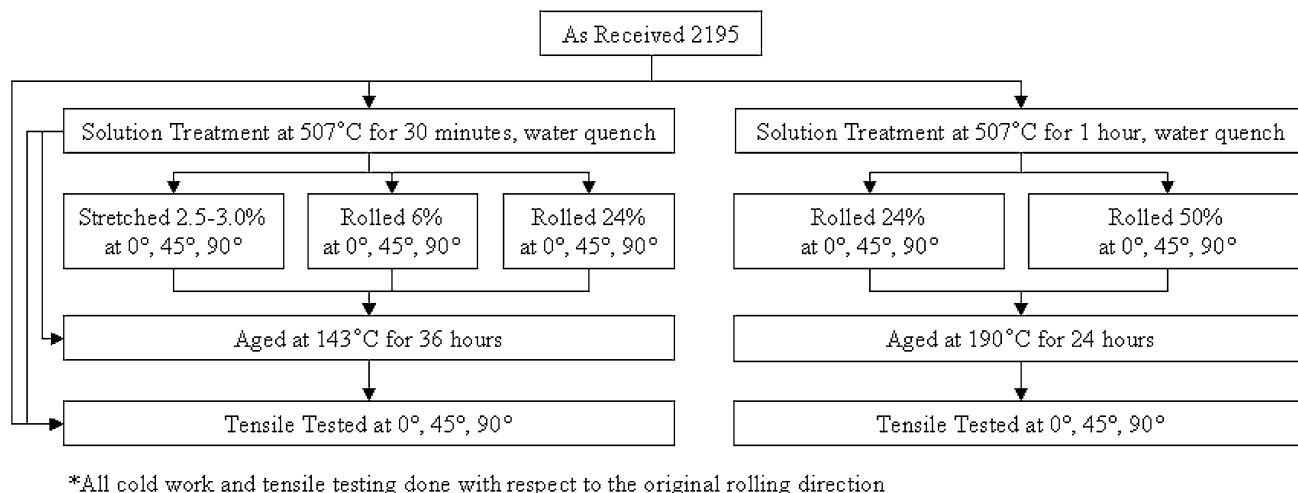 As Received 2195
Solution Treatment at 507°C for 30 minutes, water quench
Solution Treatment at 507°C for 1 hour, water quench
Stretched 2.5-3.0%
at 0°, 45°, 90°
Rolled 6%
at 0°, 45°, 90°
Rolled 24%
at 0°, 45°, 90°
Rolled 24%
at 0°, 45°, 90°
Rolled 50%
at 0°, 45°, 90°
Aged at 143°C for 36 hours
Aged at 190°C for 24 hours
Tensile Tested at 0°, 45°, 90°
Tensile Tested at 0°, 45°, 90°
*All cold work and tensile testing done with respect to the original rolling direction